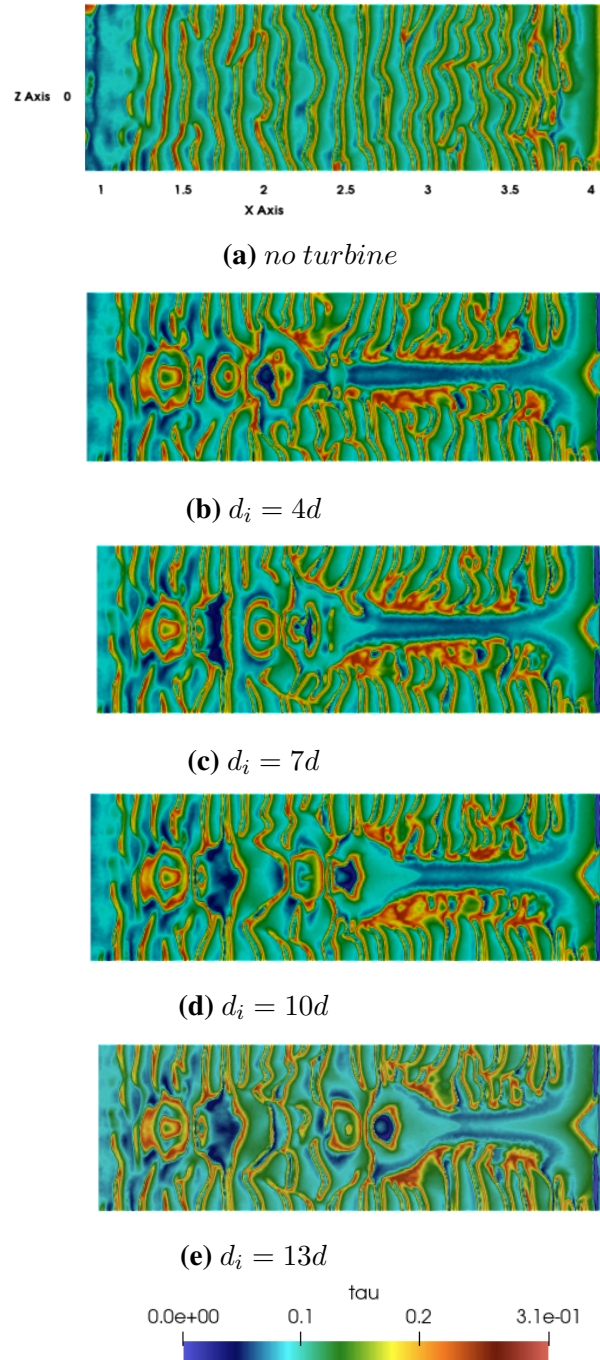 Z Axis 0
1 1.5 2 2.5 3 3.5 4
X Axis
(a) no turbine
(b) d_i = 4d
(c) d_i = 7d
(d) d_i = 10d
(e) d_i = 13d
tau
0.0e+00 0.1 0.2 3.1e-01